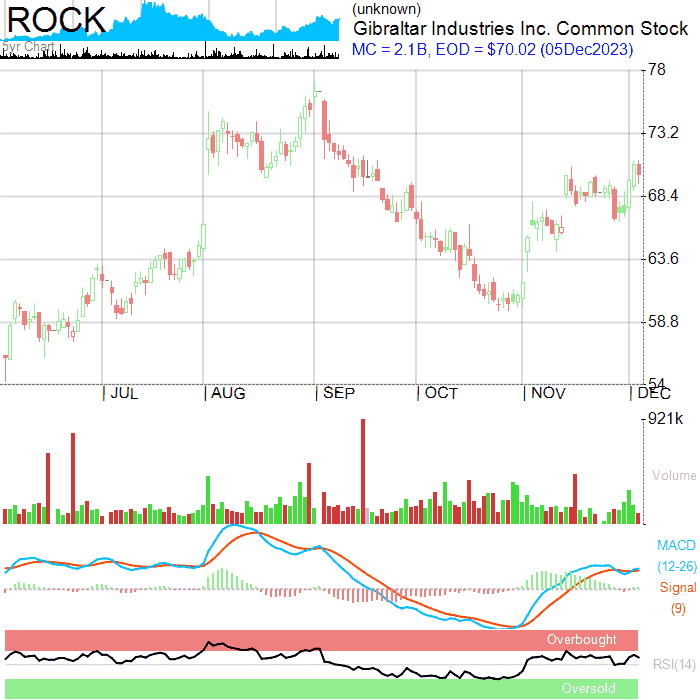 ROCK
(unknown)
Gibraltar Industries Inc. Common Stock
5yr Chart
MC = 2.1B, EOD = $70.02 (05Dec2023)
78
73.2
68.4
63.6
58.8
54
| JUL | AUG | SEP | OCT | NOV | DEC
921k
Volume
MACD
(12-26)
Signal
(9)
Overbought
RSI(14)
Oversold